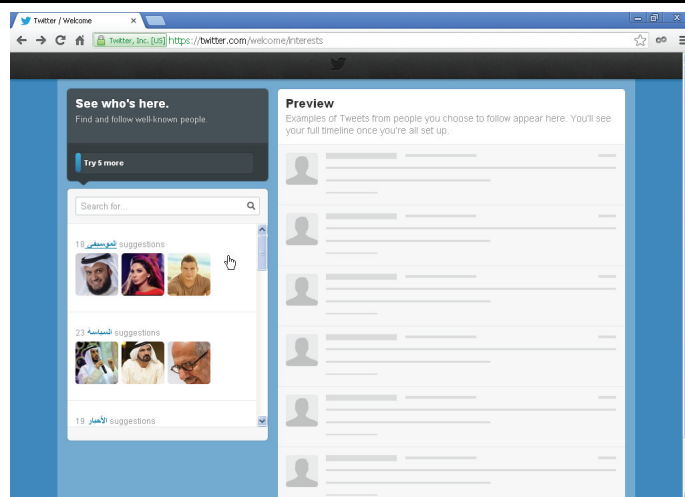 Twitter / Welcome
Twitter, Inc. [US] https://twitter.com/welcome/interests
See who's here.
Find and follow well-known people.
Try 5 more
Search for...
18 الموسيقى suggestions
23 السياسة suggestions
19 الأخبار suggestions
Preview
Examples of Tweets from people you choose to follow appear here. You'll see
your full timeline once you're all set up.